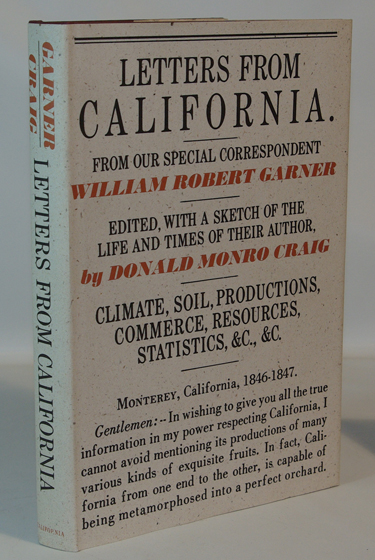 GARNER
CRAIG
LETTERS FROM CALIFORNIA
CALIFORNIA
LETTERS FROM
CALIFORNIA.
FROM OUR SPECIAL CORRESPONDENT
WILLIAM ROBERT GARNER
EDITED, WITH A SKETCH OF THE
LIFE AND TIMES OF THEIR AUTHOR,
by DONALD MONRO CRAIG
CLIMATE, SOIL, PRODUCTIONS,
COMMERCE, RESOURCES,
STATISTICS, &C., &C.
MONTEREY, California, 1846-1847.
Gentlemen:--In wishing to give you all the true
information in my power respecting California, I
cannot avoid mentioning its productions of many
various kinds of exquisite fruits. In fact, Cali-
fornia from one end to the other, is capable of
being metamorphosed into a perfect orchard.